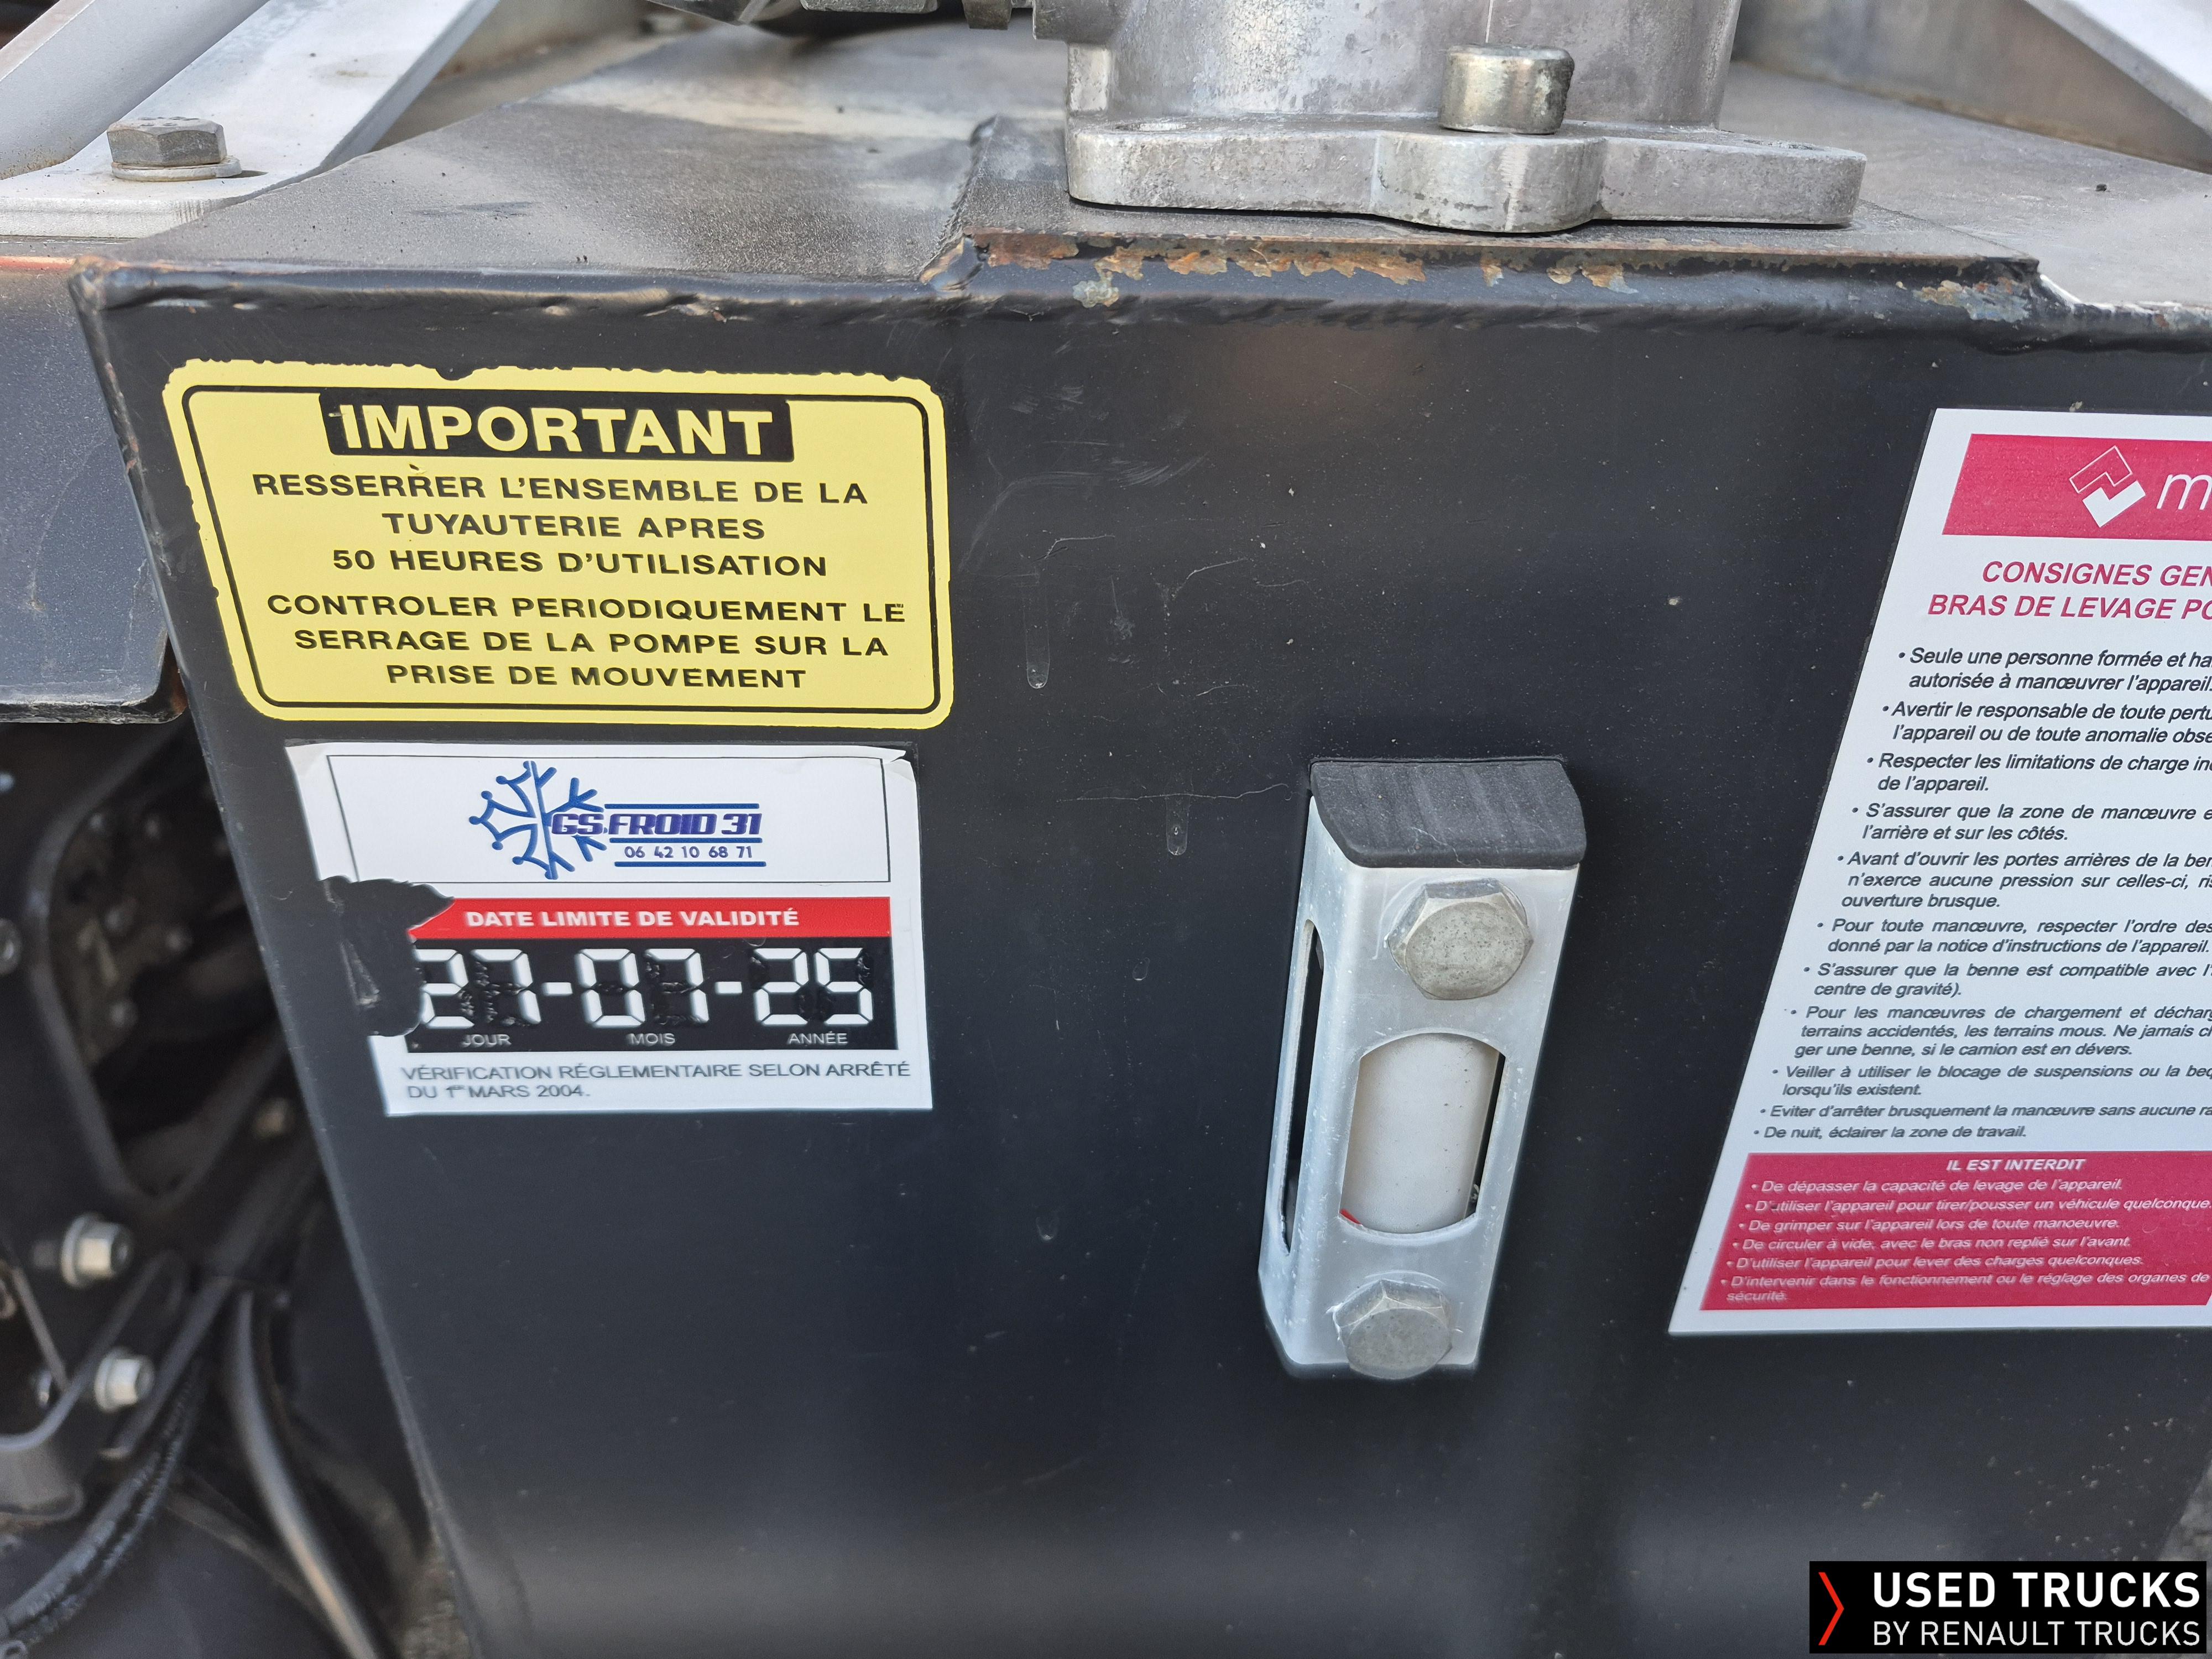 IMPORTANT
RESSERRER L'ENSEMBLE DE LA
TUYAUTERIE APRES
50 HEURES D'UTILISATION
CONTROLER PERIODIQUEMENT LE
SERRAGE DE LA POMPE SUR LA
PRISE DE MOUVEMENT
GS.FROID 31
06 42 10 68 71
DATE LIMITE DE VALIDITÉ
27-07-25
JOUR MOIS ANNÉE
VÉRIFICATION RÉGLEMENTAIRE SELON ARRÊTÉ
DU 1er MARS 2004.
CONSIGNES
BRAS DE LEVAGE
• Seule une personne formée et
autorisée à manœuvrer l'appareil.
• Avertir le responsable de toute
l'appareil ou de toute anomalie
• Respecter les limitations de charge
de l'appareil.
• S'assurer que la zone de manœuvre
l'arrière et sur les côtés.
• Avant d'ouvrir les portes arrières de la
n'exerce aucune pression sur celles-ci,
ouverture brusque.
• Pour toute manœuvre, respecter l'ordre
donné par la notice d'instructions de l'appareil.
• S'assurer que la benne est compatible avec
centre de gravité).
• Pour les manœuvres de chargement et
terrains accidentés, les terrains mous. Ne jamais
ger une benne, si le camion est en dévers.
• Veiller à utiliser le blocage de suspensions ou la
lorsqu'ils existent.
• Eviter d'arrêter brusquement la manœuvre sans aucune
• De nuit, éclairer la zone de travail.
IL EST INTERDIT
• De dépasser la capacité de levage de l'appareil.
• D'utiliser l'appareil pour tirer/pousser un véhicule quelconque.
• De grimper sur l'appareil lors de toute manoeuvre.
• De circuler à vide, avec le bras non replié sur l'avant.
• D'utiliser l'appareil pour lever des charges quelconques.
• D'intervenir dans le fonctionnement ou le réglage des organes de
sécurité.
USED TRUCKS
BY RENAULT TRUCKS